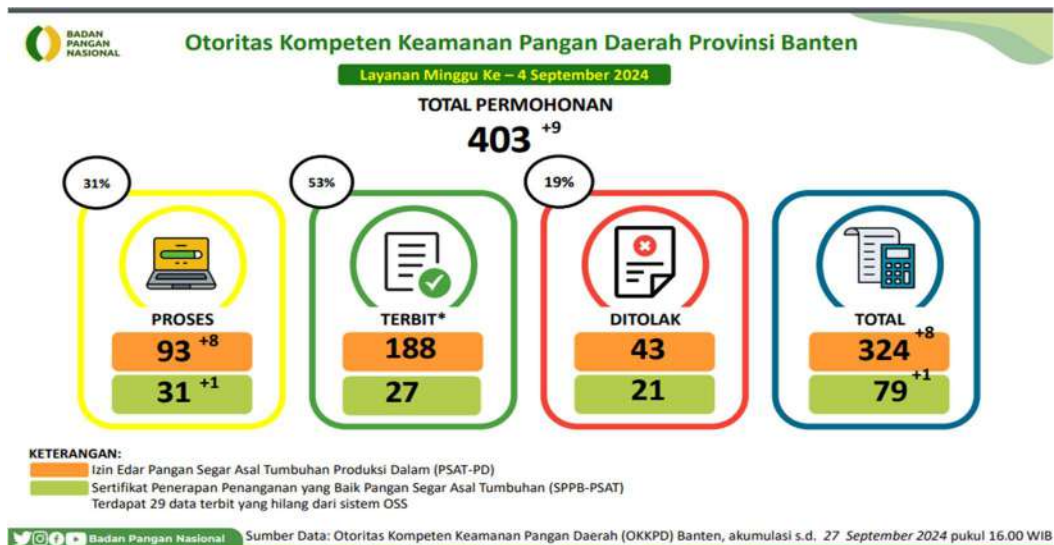 BADAN
PANGAN
NASIONAL
Otoritas Kompeten Keamanan Pangan Daerah Provinsi Banten
Layanan Minggu Ke – 4 September 2024
TOTAL PERMOHONAN
403 +9
31%
53%
19%
PROSES
TERBIT*
DITOLAK
TOTAL
93 +8
188
43
324 +8
31 +1
27
21
79 +1
KETERANGAN:
Izin Edar Pangan Segar Asal Tumbuhan Produksi Dalam (PSAT-PD)
Sertifikat Penerapan Penanganan yang Baik Pangan Segar Asal Tumbuhan (SPPB-PSAT)
Terdapat 29 data terbit yang hilang dari sistem OSS
Badan Pangan Nasional
Sumber Data: Otoritas Kompeten Keamanan Pangan Daerah (OKKPD) Banten, akumulasi s.d. 27 September 2024 pukul 16.00 WIB